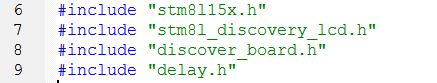 6 #include "stm8l15x.h"
7 #include "stm8l_discovery_lcd.h"
8 #include "discover_board.h"
9 #include "delay.h"